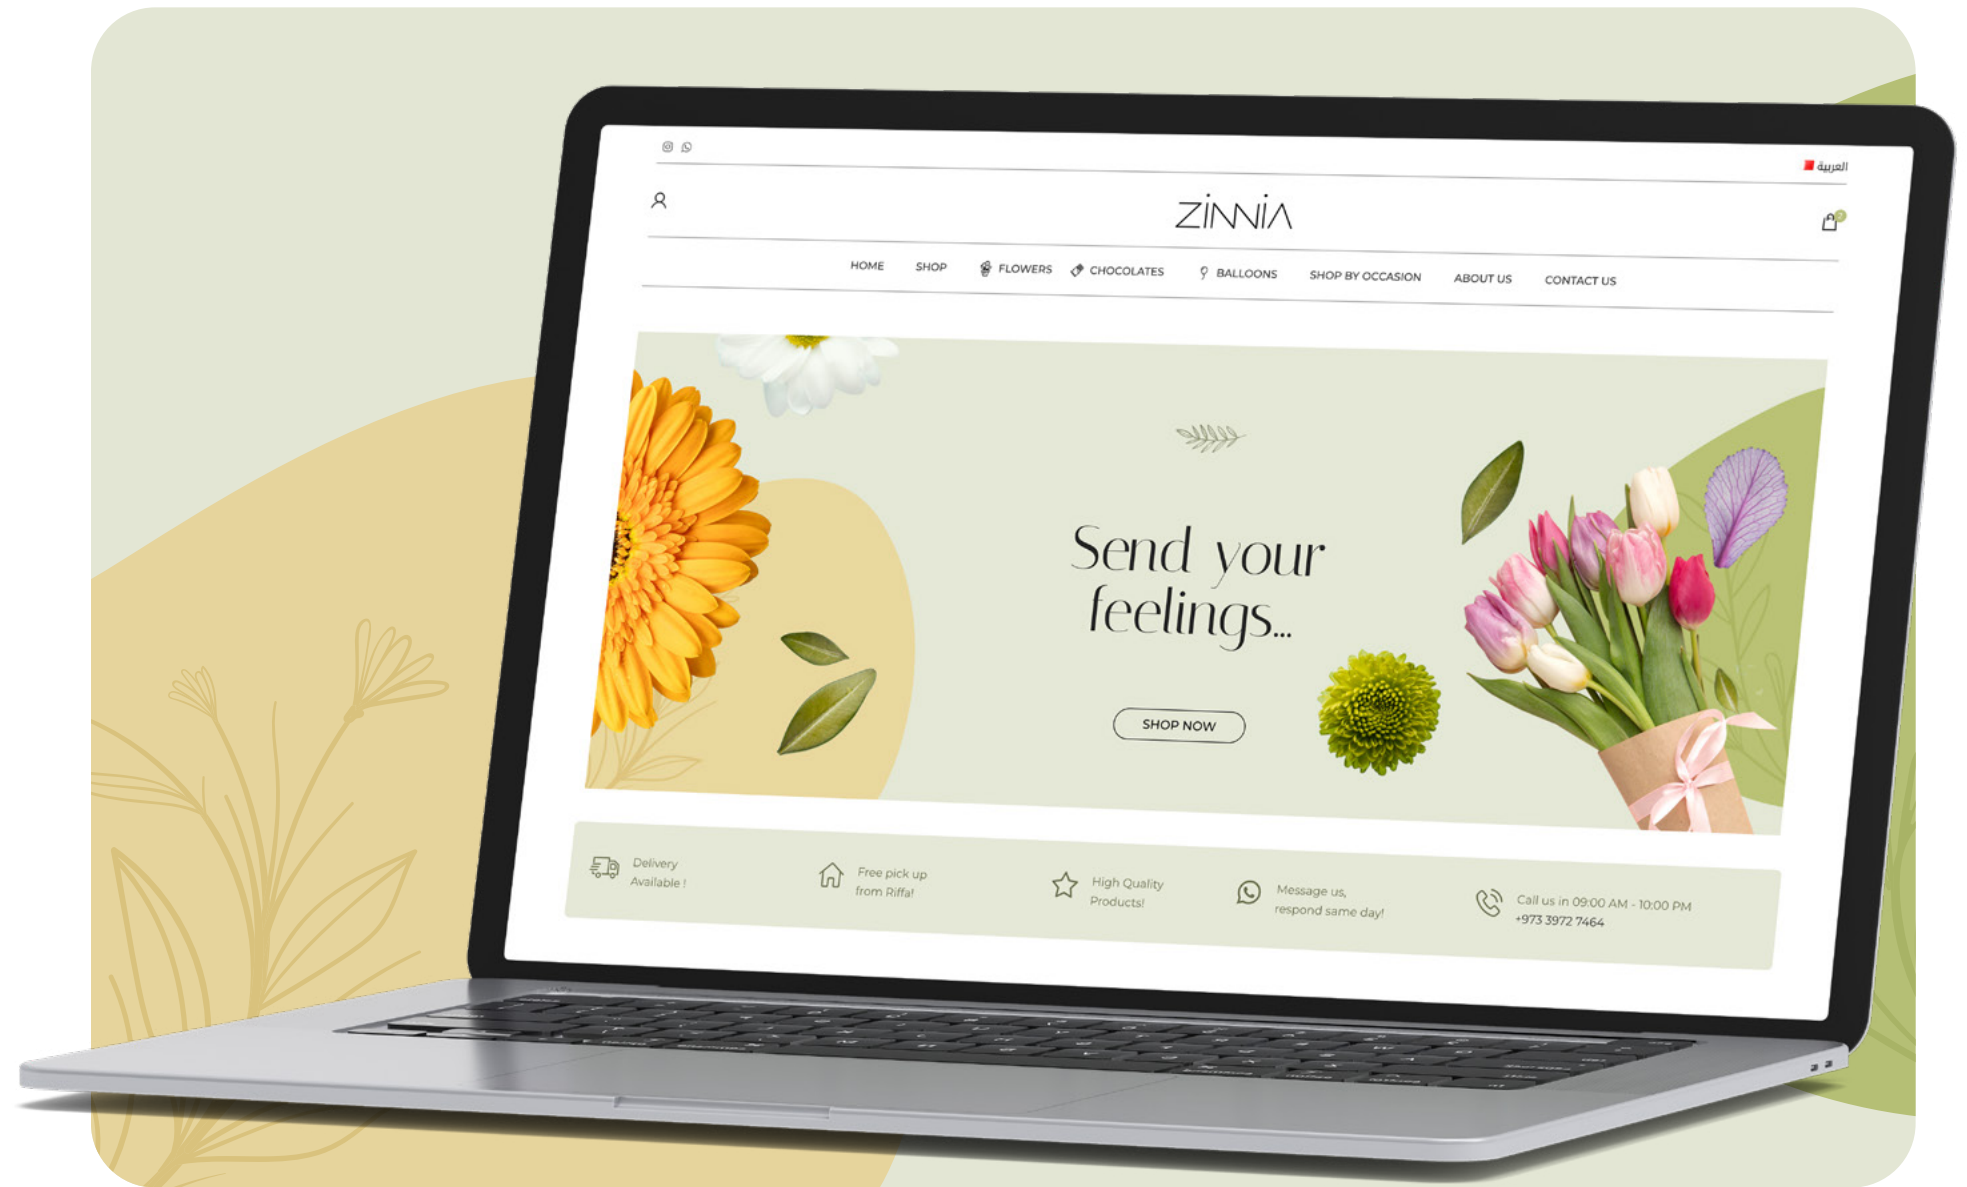 العربية
ZINNIA
HOME SHOP FLOWERS CHOCOLATES BALLOONS SHOP BY OCCASION ABOUT US CONTACT US
Send your
feelings...
SHOP NOW
Delivery
Available !
Free pick up
from Riffa!
High Quality
Products!
Message us,
respond same day!
Call us in 09:00 AM - 10:00 PM
+973 3972 7464